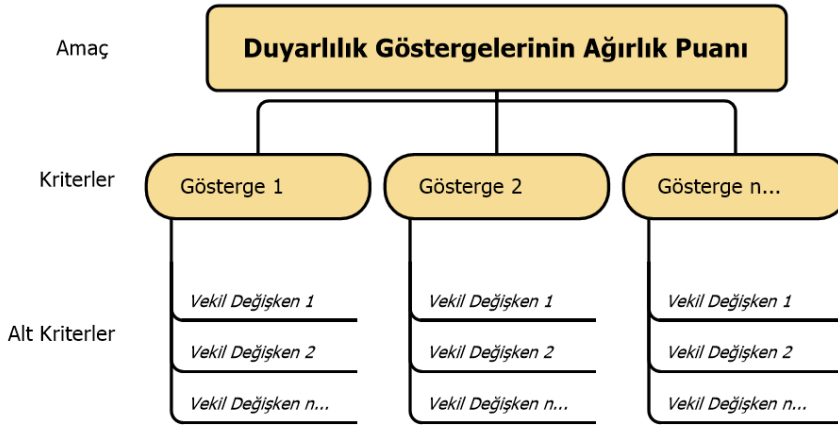 Amaç
Duyarlılık Göstergelerinin Ağırlık Puanı
Kriterler
Gösterge 1
Gösterge 2
Gösterge n...
Alt Kriterler
Vekil Değişken 1
Vekil Değişken 2
Vekil Değişken n...
Vekil Değişken 1
Vekil Değişken 2
Vekil Değişken n...
Vekil Değişken 1
Vekil Değişken 2
Vekil Değişken n...